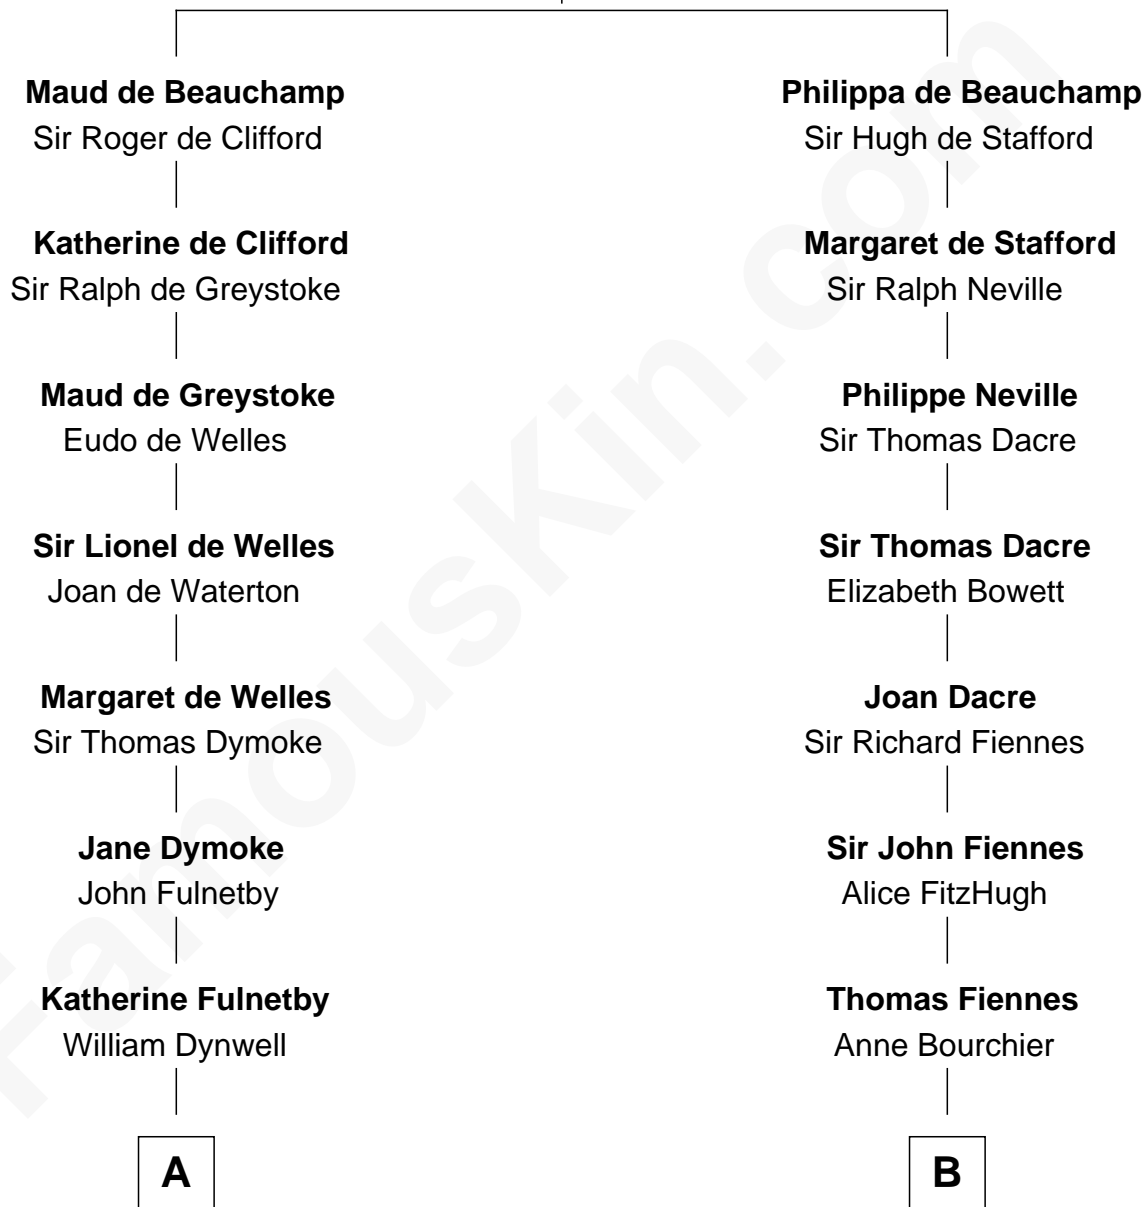 Maud de Beauchamp
Sir Roger de Clifford
Philippa de Beauchamp
Sir Hugh de Stafford
Katherine de Clifford
Sir Ralph de Greystoke
Margaret de Stafford
Sir Ralph Neville
Maud de Greystoke
Eudo de Welles
Philippe Neville
Sir Thomas Dacre
Sir Lionel de Welles
Joan de Waterton
Sir Thomas Dacre
Elizabeth Bowett
Margaret de Welles
Sir Thomas Dymoke
Joan Dacre
Sir Richard Fiennes
Jane Dymoke
John Fulnetby
Sir John Fiennes
Alice FitzHugh
Katherine Fulnetby
William Dynwell
Thomas Fiennes
Anne Bourchier
A
B
FamousKin.com